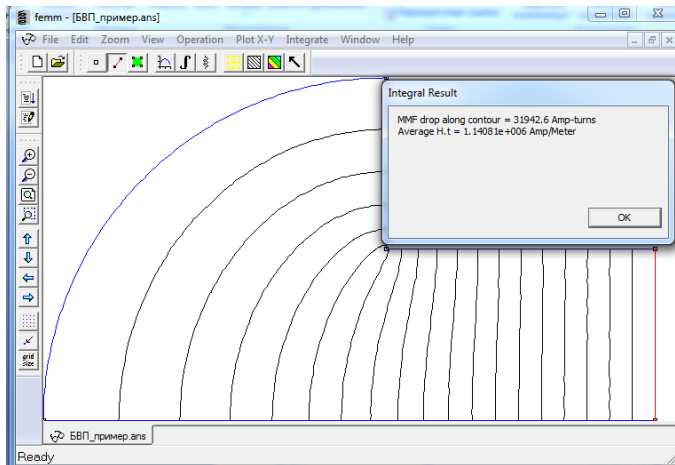 femm - [БВП_пример.ans]
File Edit Zoom View Operation Plot X-Y Integrate Window Help
Integral Result
MMF drop along contour = 31942.6 Amp-turns
Average H.t = 1.14081e+006 Amp/Meter
OK
grid
size
БВП_пример.ans
Ready